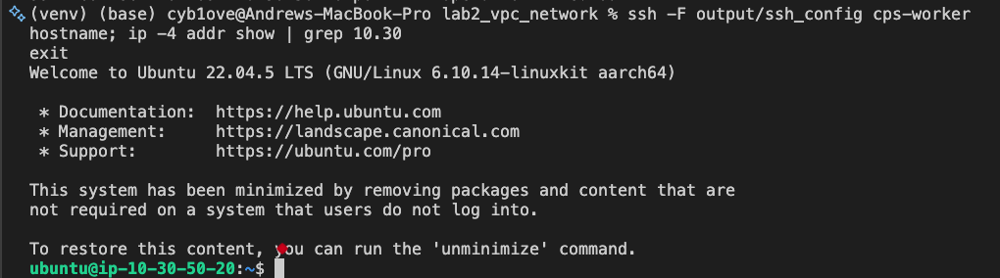 (venv) (base) cyb1ove@Andrews-MacBook-Pro lab2_vpc_network % ssh -F output/ssh_config cps-worker
hostname; ip -4 addr show | grep 10.30
exit
Welcome to Ubuntu 22.04.5 LTS (GNU/Linux 6.10.14-linuxkit aarch64)

 * Documentation:  https://help.ubuntu.com
 * Management:     https://landscape.canonical.com
 * Support:        https://ubuntu.com/pro

This system has been minimized by removing packages and content that are
not required on a system that users do not log into.

To restore this content, you can run the 'unminimize' command.
ubuntu@ip-10-30-50-20:~$